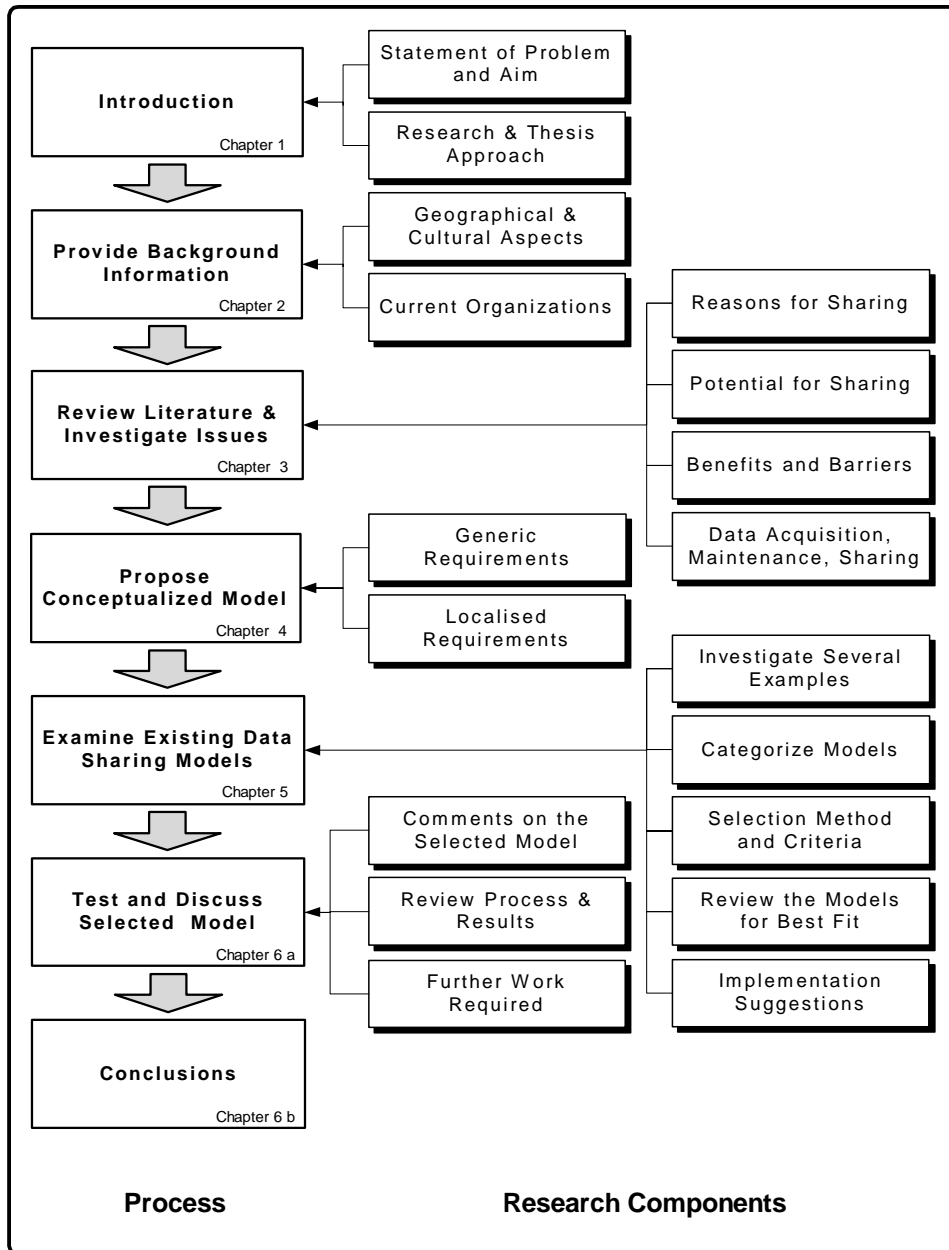 Introduction
Chapter 1
Statement of Problem
and Aim
Research & Thesis
Approach
Provide Background
Information
Chapter 2
Geographical &
Cultural Aspects
Current Organizations
Review Literature &
Investigate Issues
Chapter 3
Reasons for Sharing
Potential for Sharing
Benefits and Barriers
Data Acquisition,
Maintenance, Sharing
Propose
Conceptualized Model
Chapter 4
Generic
Requirements
Localised
Requirements
Examine Existing Data
Sharing Models
Chapter 5
Investigate Several
Examples
Categorize Models
Selection Method
and Criteria
Review the Models
for Best Fit
Implementation
Suggestions
Test and Discuss
Selected Model
Chapter 6 a
Comments on the
Selected Model
Review Process &
Results
Further Work
Required
Conclusions
Chapter 6 b
Process
Research Components